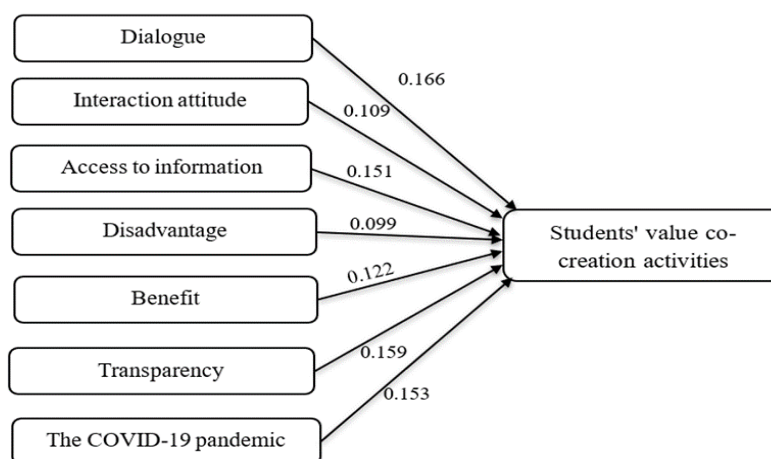 Dialogue
0.166
Interaction attitude
0.109
Access to information
0.151
Disadvantage
0.099
Students' value co-
creation activities
Benefit
0.122
Transparency
0.159
0.153
The COVID-19 pandemic